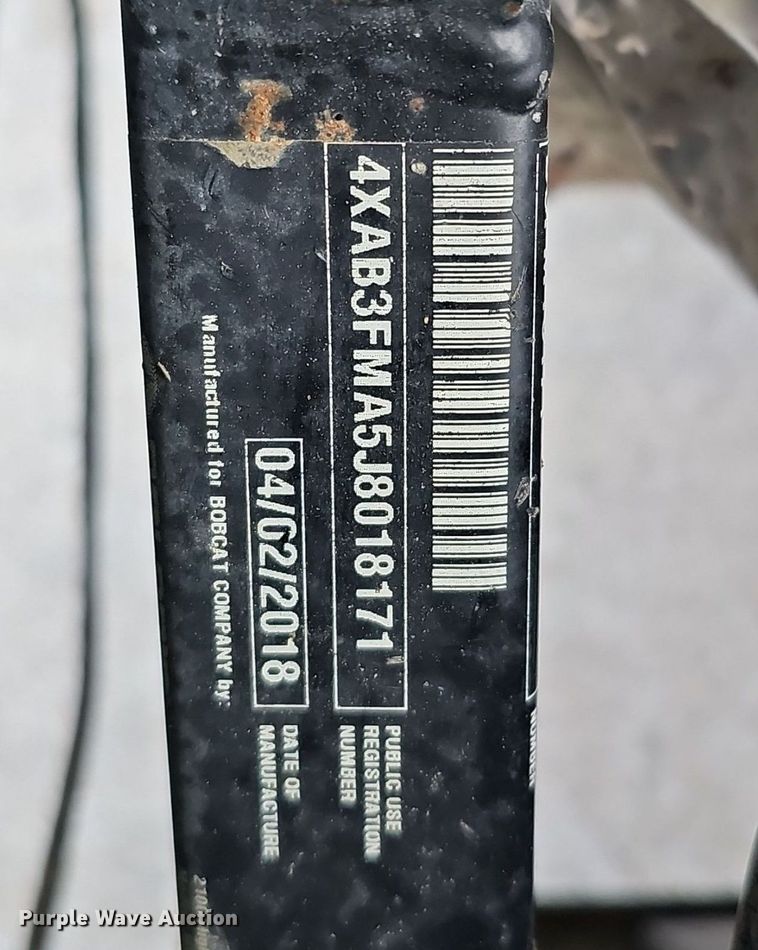 4XAB3FMA5J8018171
PUBLIC USE
REGISTRATION
NUMBER
04/02/2018
DATE OF
MANUFACTURE
Manufactured for BOBCAT COMPANY by:
Purple Wave Auction